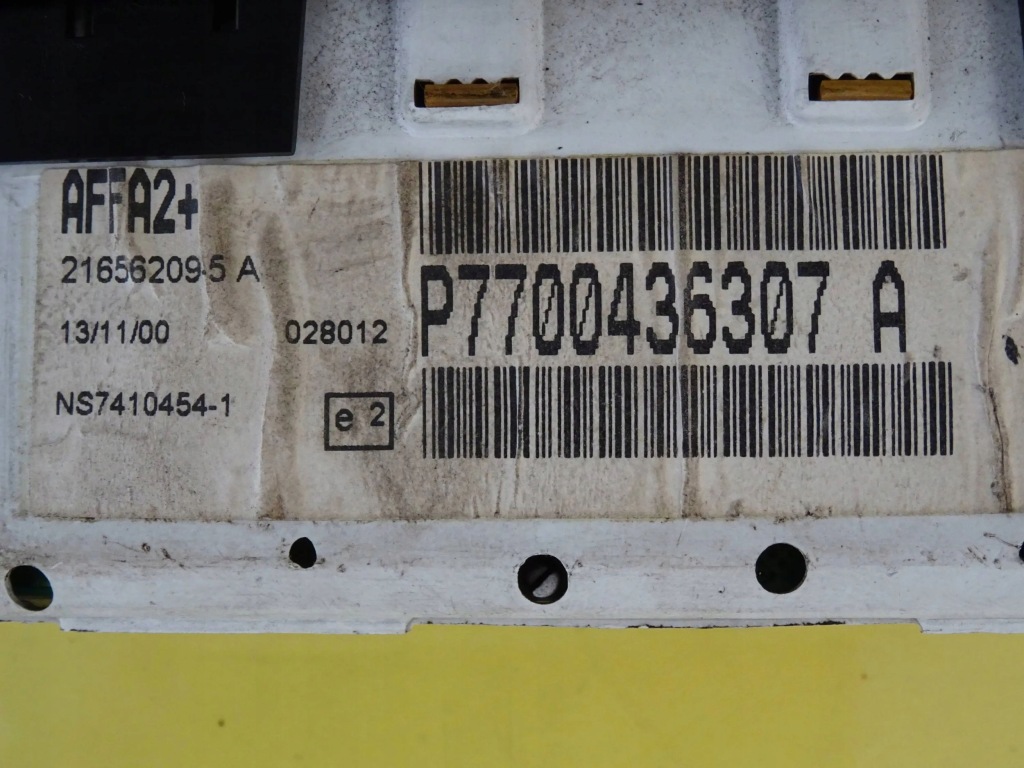 AFFA2+
21656209-5 A
13/11/00 028012
NS7410454-1
e 2
P7700436307 A